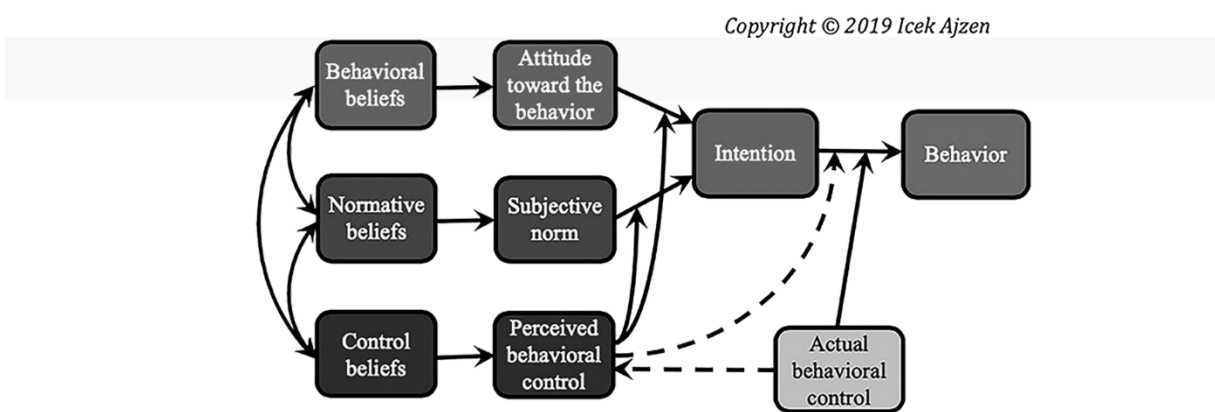 Copyright © 2019 Icek Ajzen
Behavioral
beliefs
Attitude
toward the
behavior
Intention
Behavior
Normative
beliefs
Subjective
norm
Control
beliefs
Perceived
behavioral
control
Actual
behavioral
control